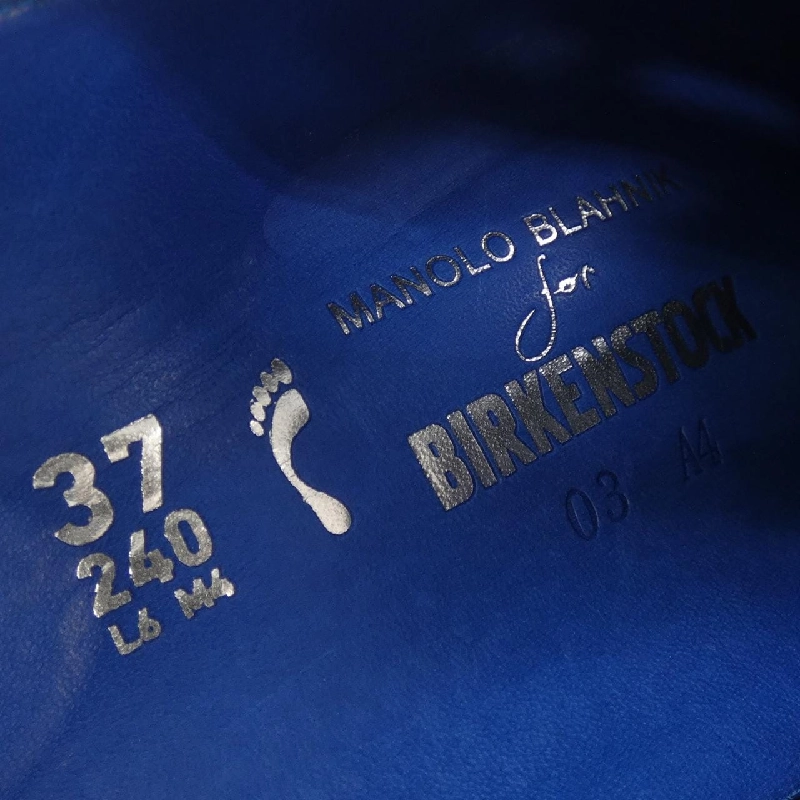 MANOLO BLAHNIK
for
BIRKENSTOCK
03 A4
37
240
L6 M4